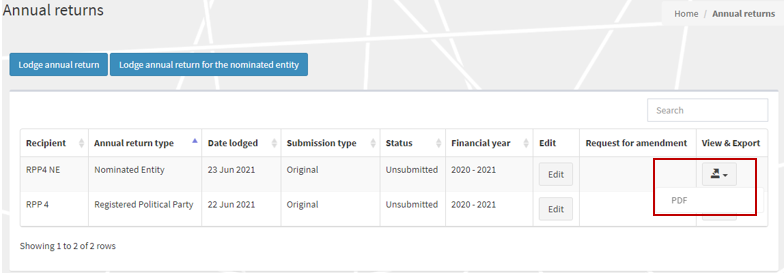 Annual returns
Home / Annual returns
Lodge annual return Lodge annual return for the nominated entity
Search
Recipient Annual return type Date lodged Submission type Status Financial year Edit Request for amendment View & Export
RPP4 NE Nominated Entity 23 Jun 2021 Original Unsubmitted 2020 - 2021 Edit
RPP 4 Registered Political Party 22 Jun 2021 Original Unsubmitted 2020 - 2021 Edit PDF
Showing 1 to 2 of 2 rows